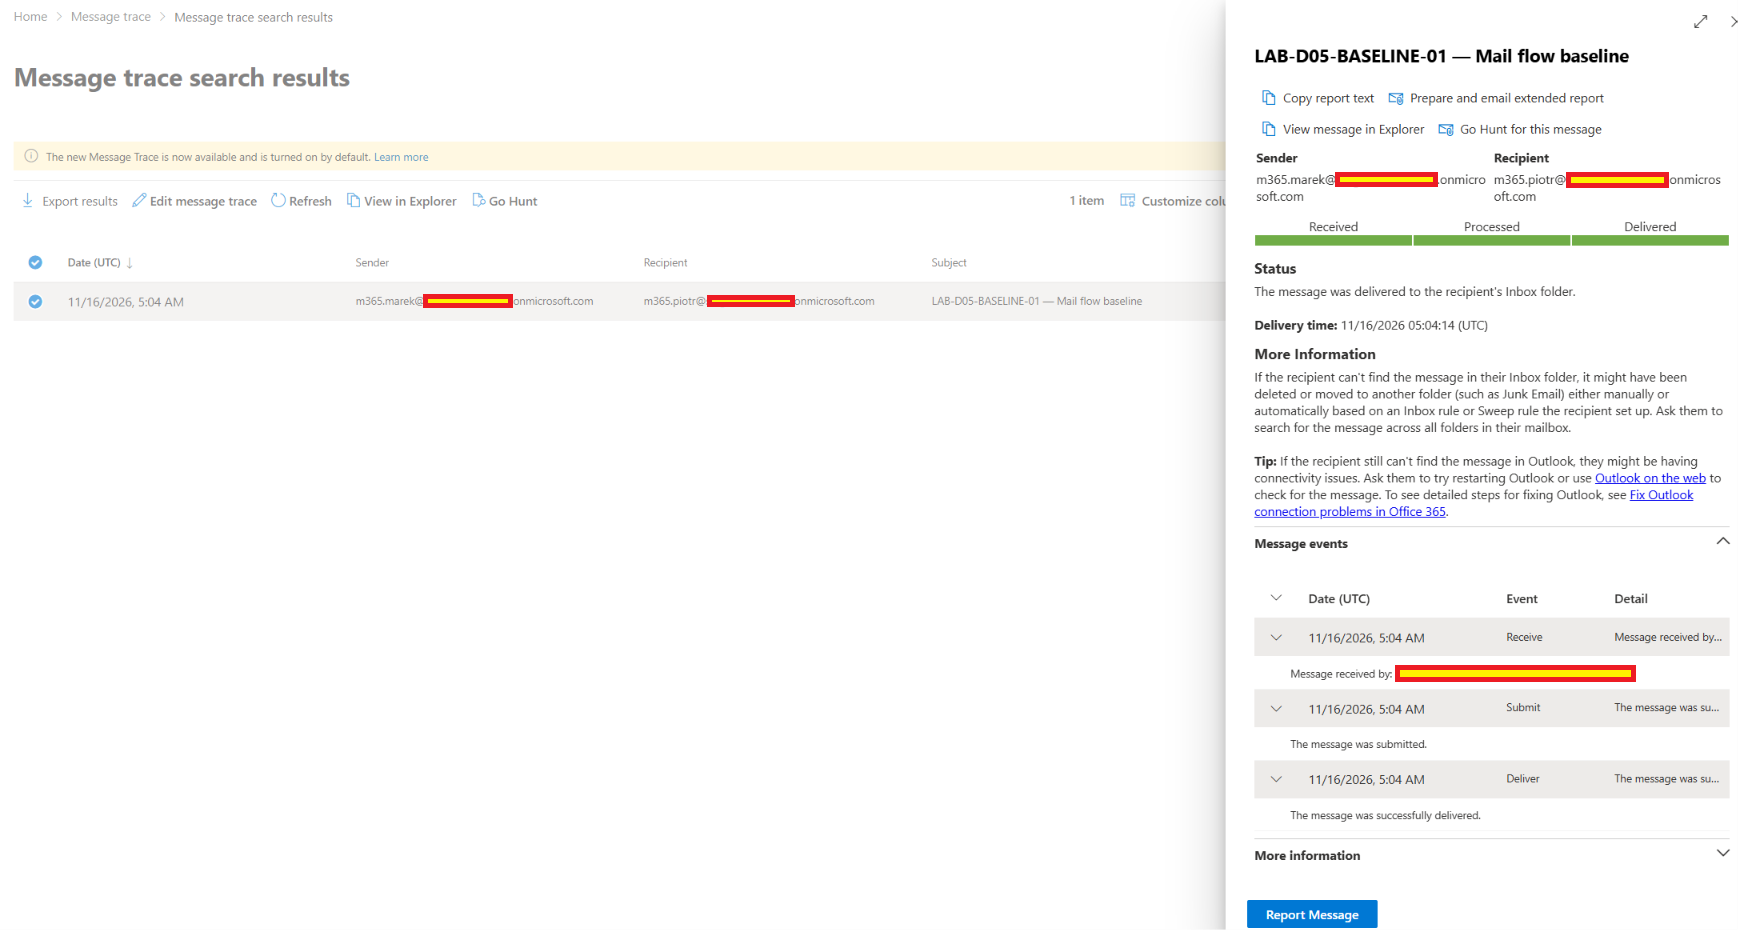 Home > Message trace > Message trace search results
Message trace search results
The new Message Trace is now available and is turned on by default. Learn more
Export results Edit message trace Refresh View in Explorer Go Hunt
1 item Customize colu
Date (UTC) ↓ Sender Recipient Subject
11/16/2026, 5:04 AM m365.marek@ onmicrosoft.com m365.piotr@ onmicrosoft.com LAB-D05-BASELINE-01 — Mail flow baseline
LAB-D05-BASELINE-01 — Mail flow baseline
Copy report text Prepare and email extended report
View message in Explorer Go Hunt for this message
Sender Recipient
m365.marek@ .onmicro m365.piotr@ onmicros
soft.com oft.com
Received Processed Delivered
Status
The message was delivered to the recipient's Inbox folder.
Delivery time: 11/16/2026 05:04:14 (UTC)
More Information
If the recipient can't find the message in their Inbox folder, it might have been
deleted or moved to another folder (such as Junk Email) either manually or
automatically based on an Inbox rule or Sweep rule the recipient set up. Ask them to
search for the message across all folders in their mailbox.
Tip: If the recipient still can't find the message in Outlook, they might be having
connectivity issues. Ask them to try restarting Outlook or use Outlook on the web to
check for the message. To see detailed steps for fixing Outlook, see Fix Outlook
connection problems in Office 365.
Message events
Date (UTC) Event Detail
11/16/2026, 5:04 AM Receive Message received by...
Message received by:
11/16/2026, 5:04 AM Submit The message was su...
The message was submitted.
11/16/2026, 5:04 AM Deliver The message was su...
The message was successfully delivered.
More information
Report Message